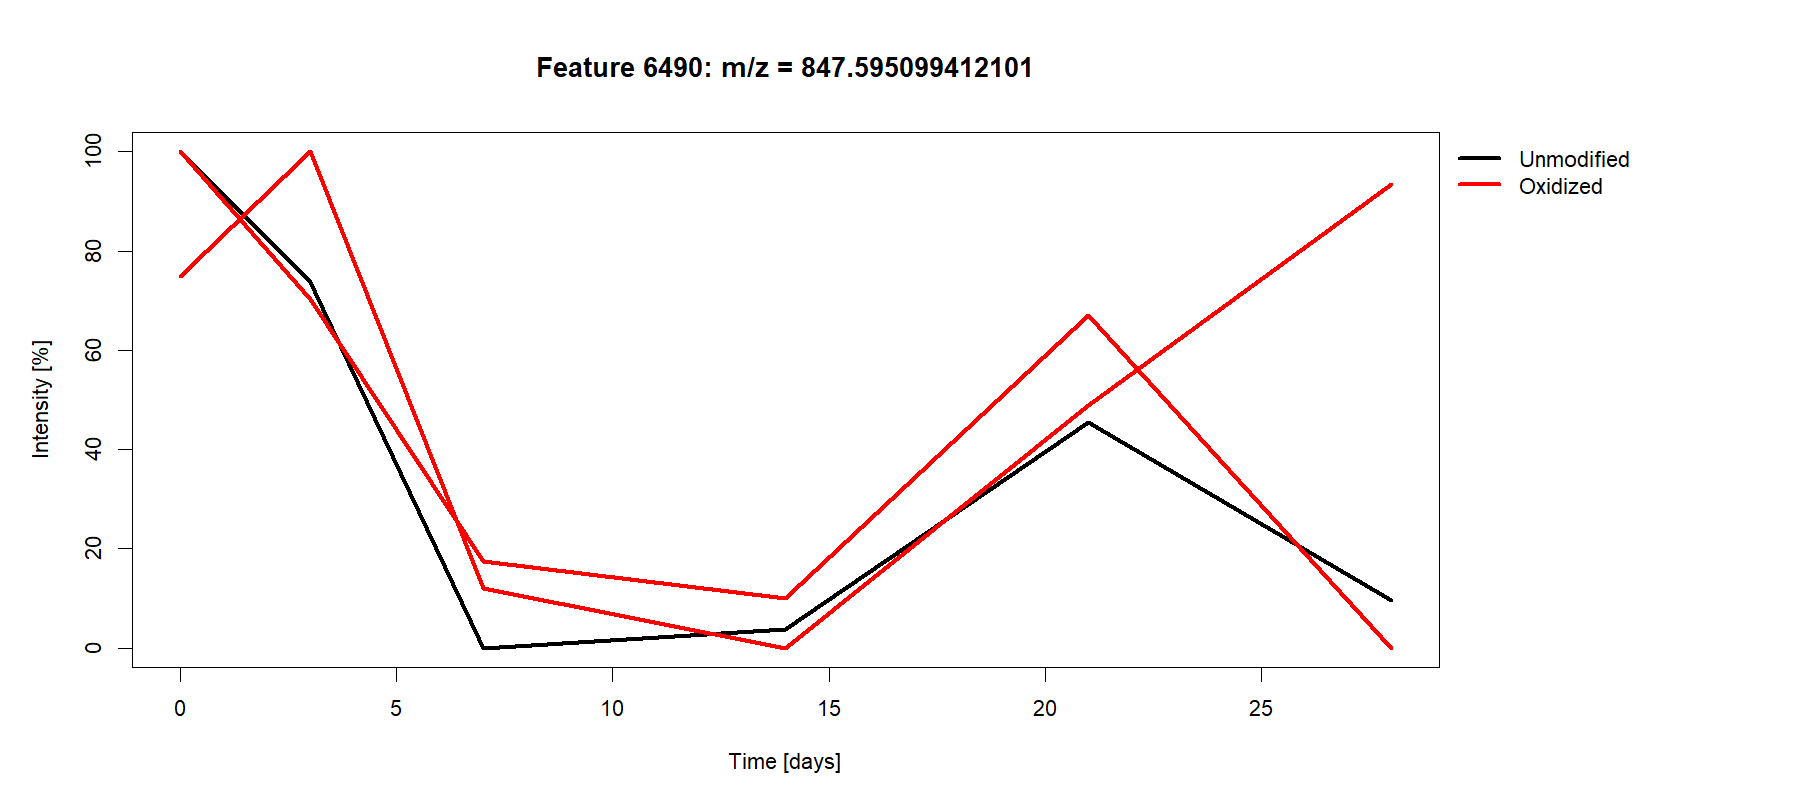 Feature 6490: m/z = 847.595099412101
Unmodified
Oxidized
Intensity [%]
100
80
60
40
20
0
0 5 10 15 20 25
Time [days]